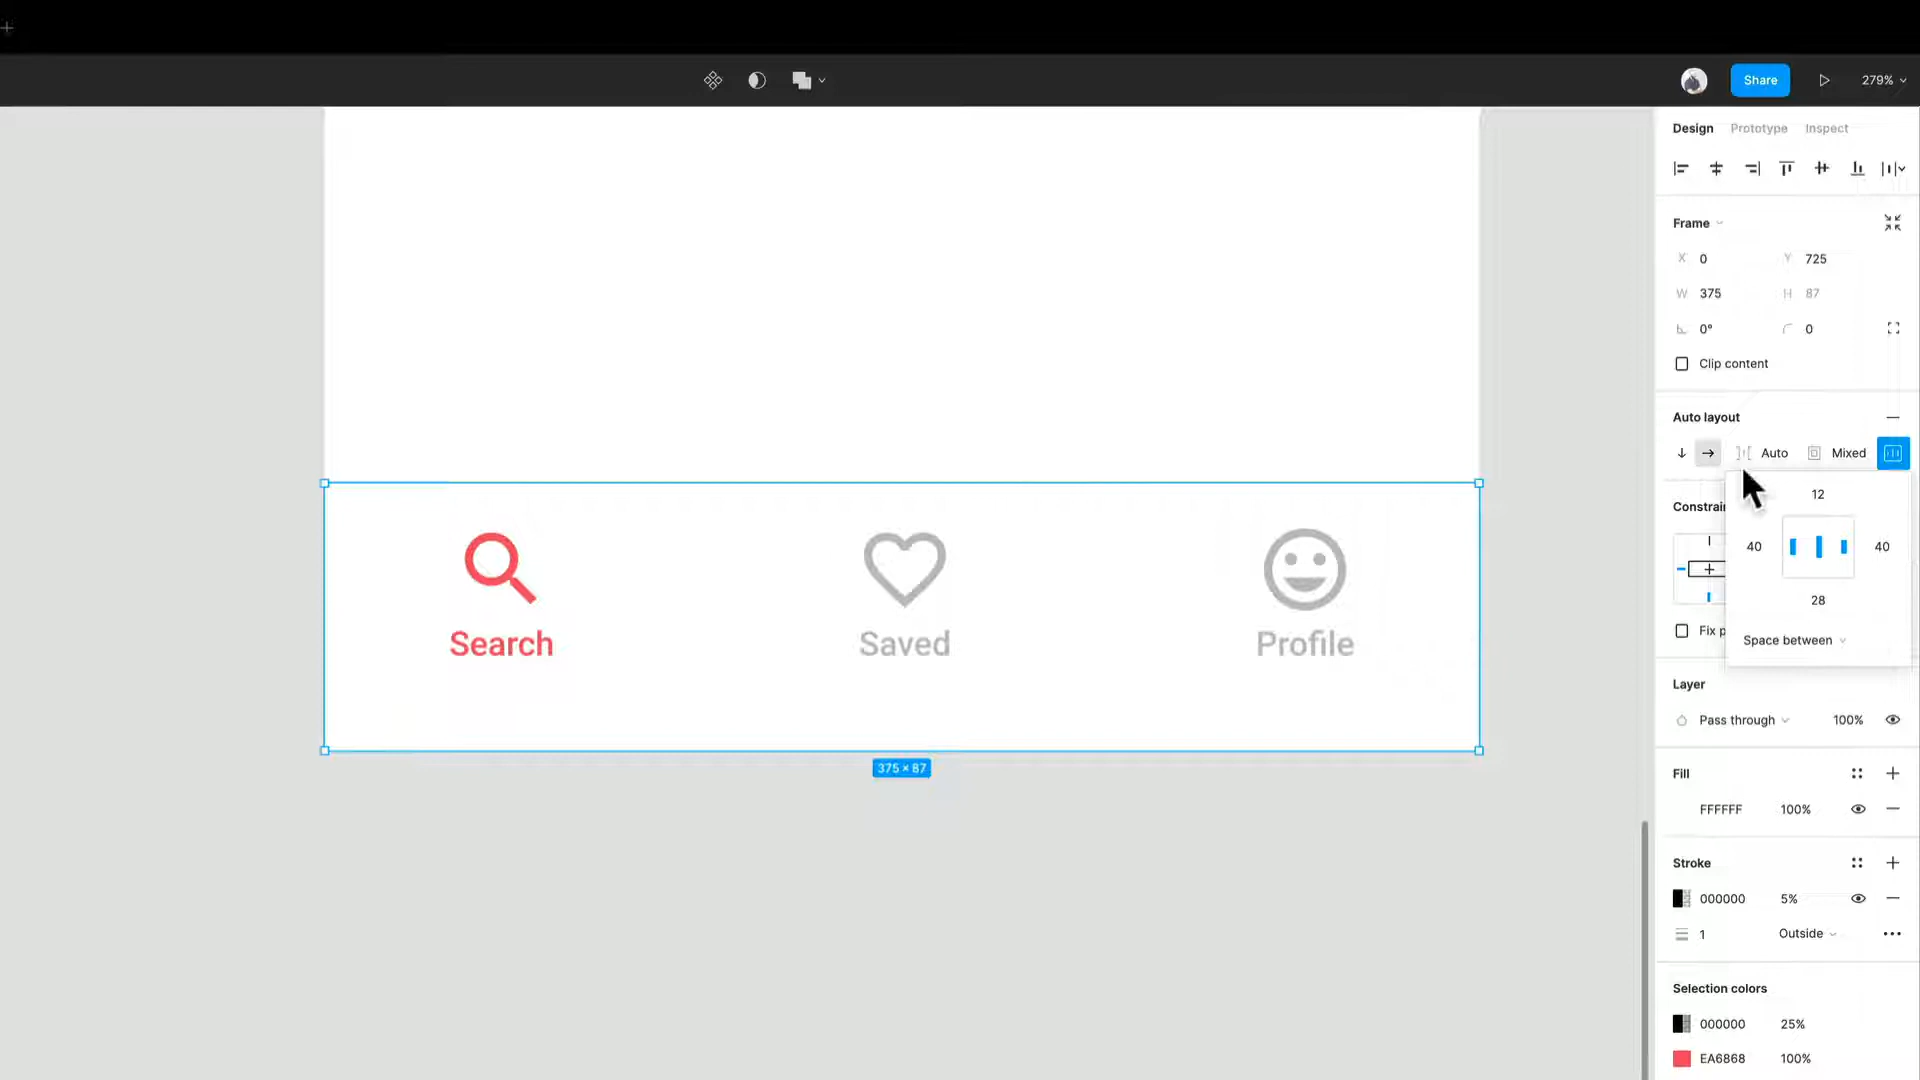 Share
279%
Design Prototype Inspect
Frame
X 0 Y 725
W 375 H 87
0° 0
Clip content
Auto layout
Auto Mixed
12
Constrai
40 40
28
Fix p
Space between
Search Saved Profile
375 × 87
Layer
Pass through 100%
Fill
FFFFFF 100%
Stroke
000000 5%
1 Outside
Selection colors
000000 25%
EA6868 100%